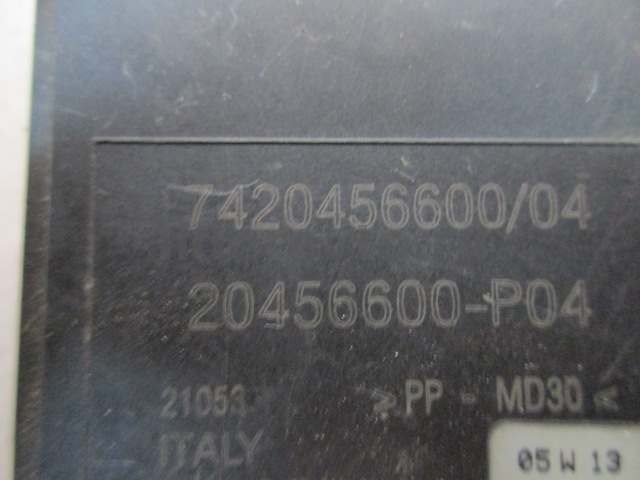 7420456600/04
20456600-P04
21053 >PP - MD30<
ITALY
05 W 13